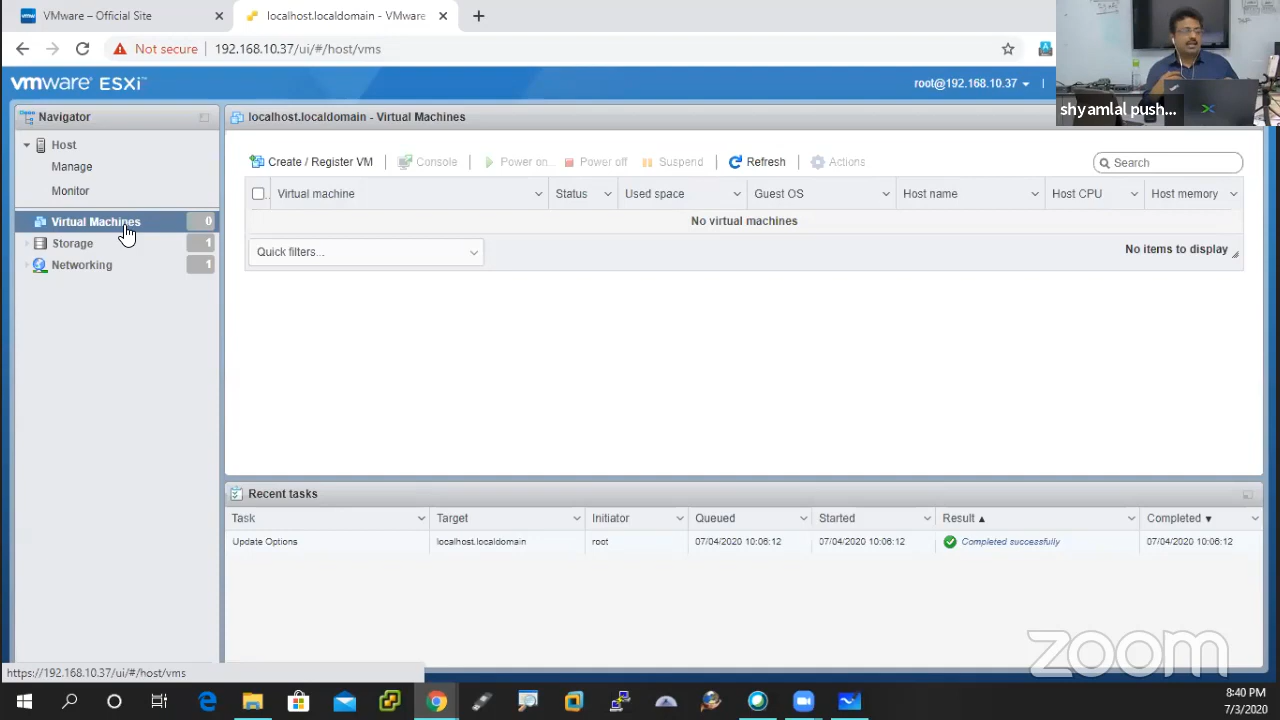 VMware – Official Site
localhost.localdomain - VMware
Not secure
192.168.10.37/ui/#/host/vms
vmware ESXi™
root@192.168.10.37
shyamlal push...
Navigator
Host
Manage
Monitor
Virtual Machines 0
Storage 1
Networking 1
localhost.localdomain - Virtual Machines
Create / Register VM
Console
Power on...
Power off
Suspend
Refresh
Actions
Search
Virtual machine
Status
Used space
Guest OS
Host name
Host CPU
Host memory
No virtual machines
Quick filters...
No items to display
Recent tasks
Task
Target
Initiator
Queued
Started
Result ▲
Completed ▼
Update Options
localhost.localdomain
root
07/04/2020 10:06:12
07/04/2020 10:06:12
Completed successfully
07/04/2020 10:06:12
zoom
https://192.168.10.37/ui/#/host/vms
8:40 PM
7/3/2020